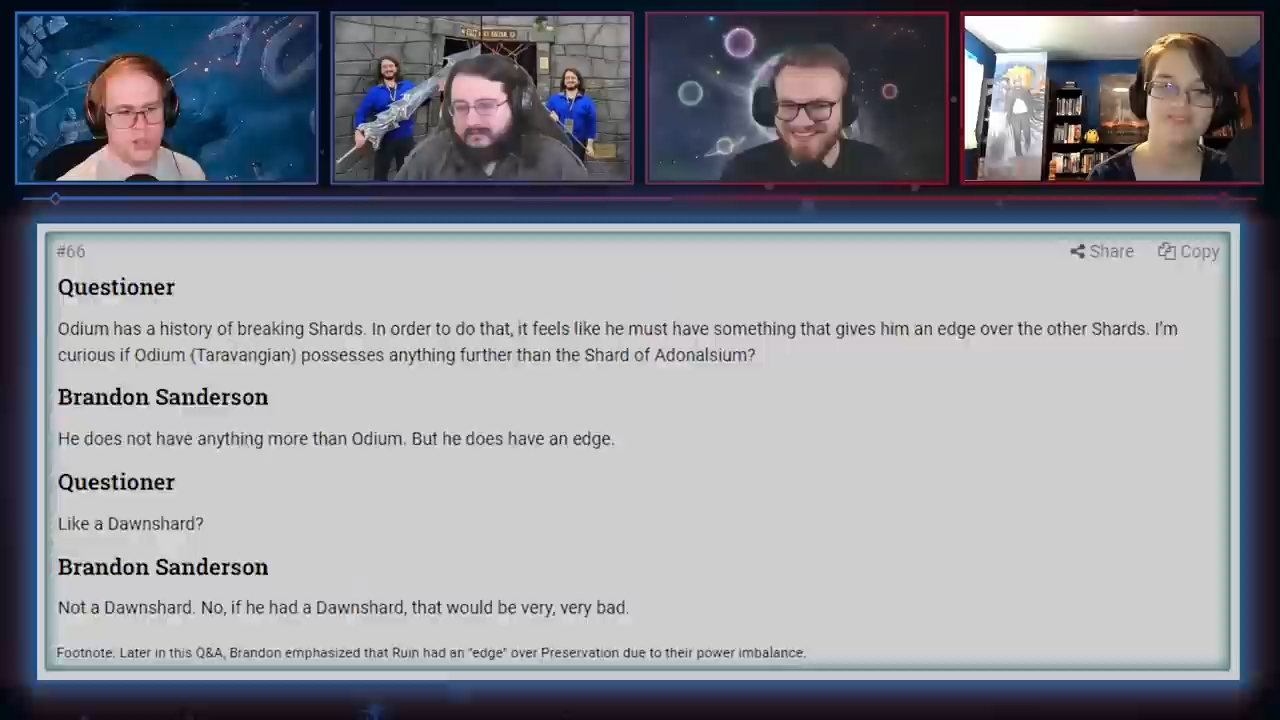 #66
Share Copy
Questioner
Odium has a history of breaking Shards. In order to do that, it feels like he must have something that gives him an edge over the other Shards. I'm
curious if Odium (Taravangian) possesses anything further than the Shard of Adonalsium?
Brandon Sanderson
He does not have anything more than Odium. But he does have an edge.
Questioner
Like a Dawnshard?
Brandon Sanderson
Not a Dawnshard. No, if he had a Dawnshard, that would be very, very bad.
Footnote: Later in this Q&A, Brandon emphasized that Ruin had an "edge" over Preservation due to their power imbalance.